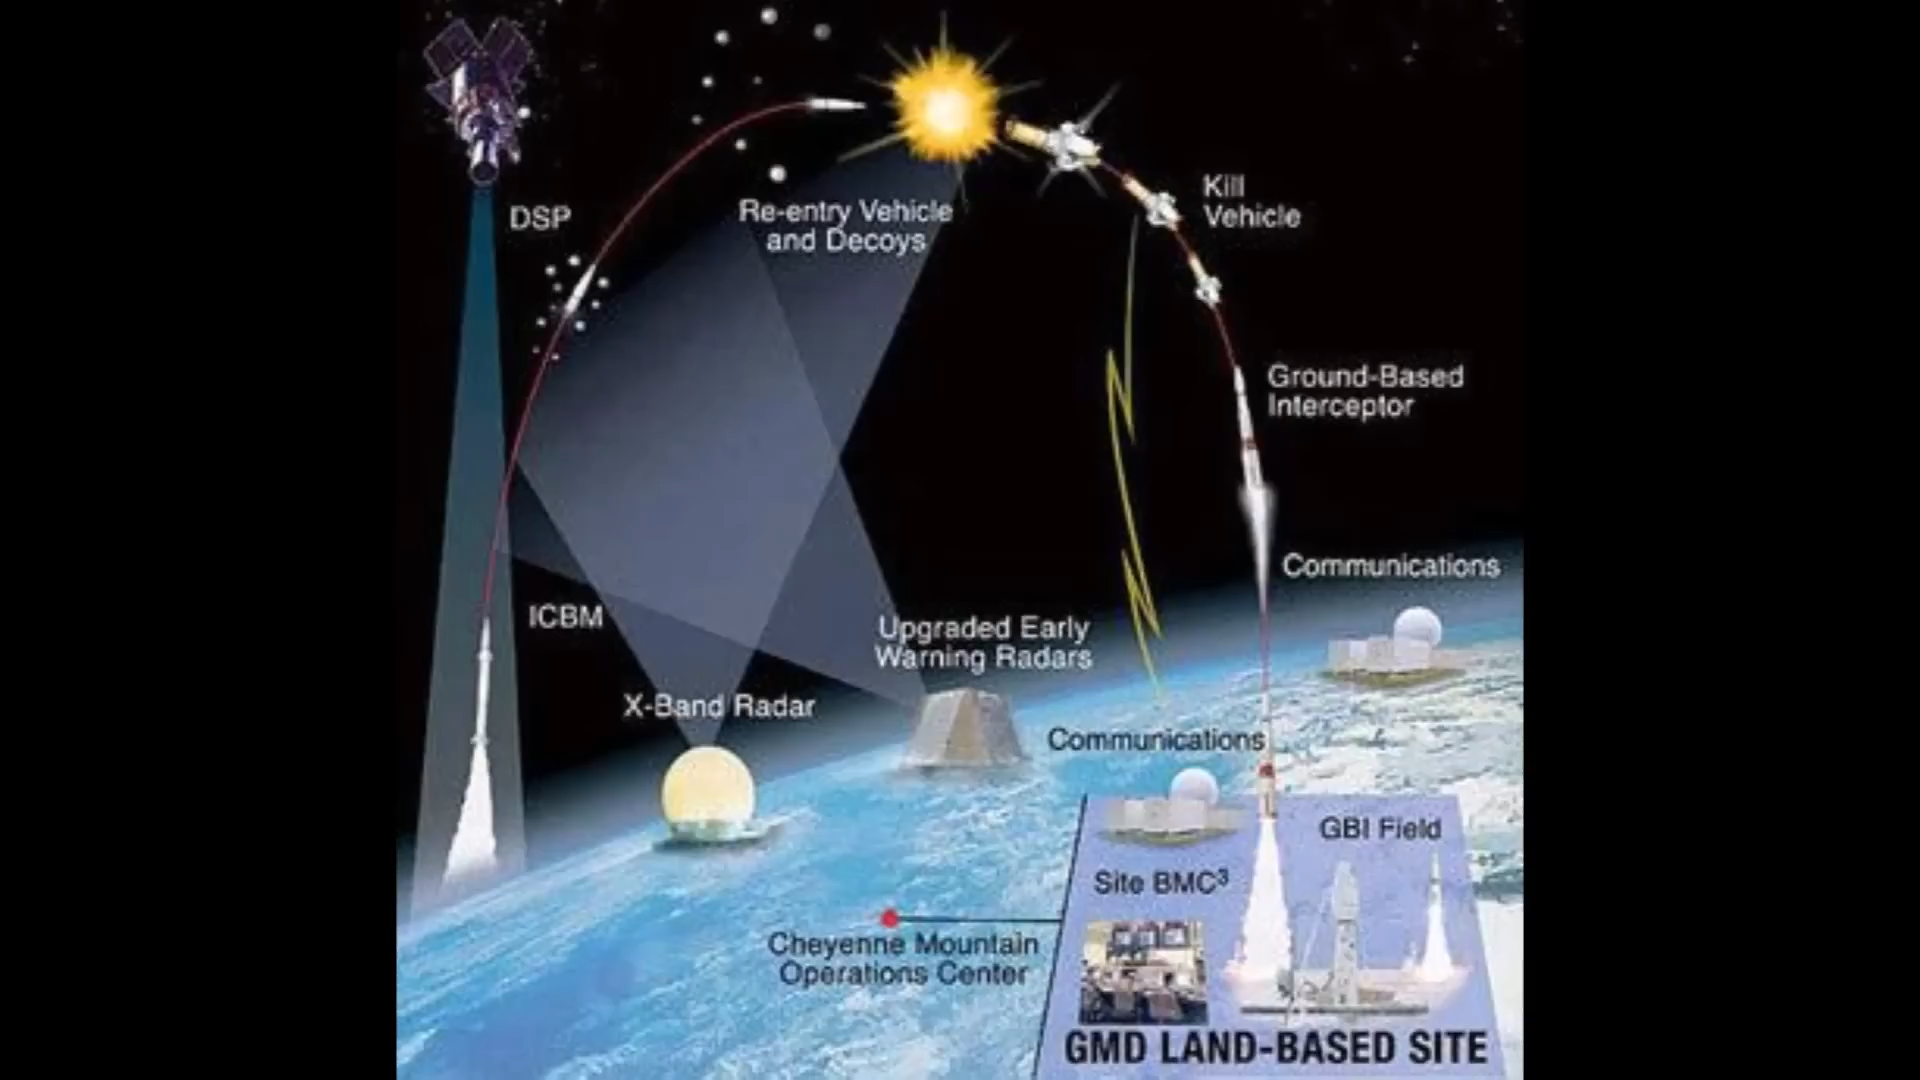 DSP
Re-entry Vehicle
and Decoys
Kill
Vehicle
Ground-Based
Interceptor
Communications
ICBM
Upgraded Early
Warning Radars
X-Band Radar
Communications
GBI Field
Site BMC³
Cheyenne Mountain
Operations Center
GMD LAND-BASED SITE